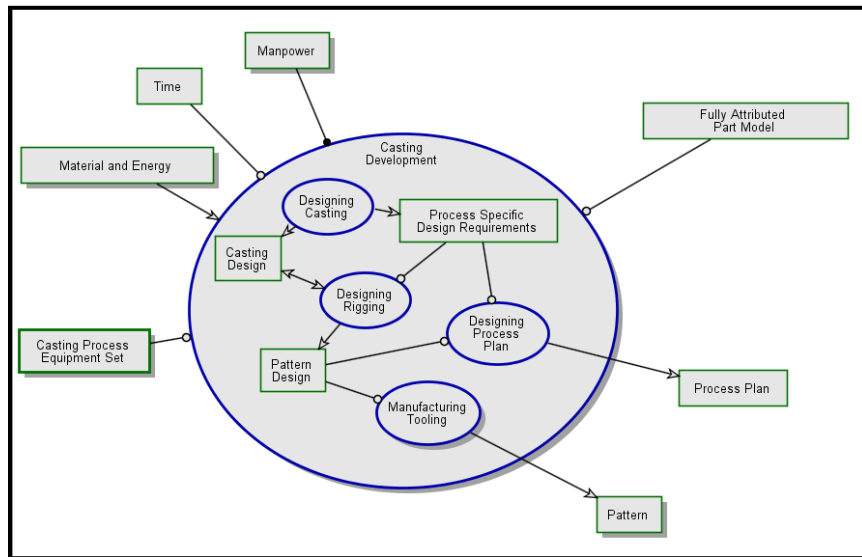 Manpower
Time
Fully Attributed
Part Model
Material and Energy
Casting
Development
Designing
Casting
Process Specific
Design Requirements
Casting
Design
Designing
Rigging
Designing
Process
Plan
Casting Process
Equipment Set
Pattern
Design
Process Plan
Manufacturing
Tooling
Pattern